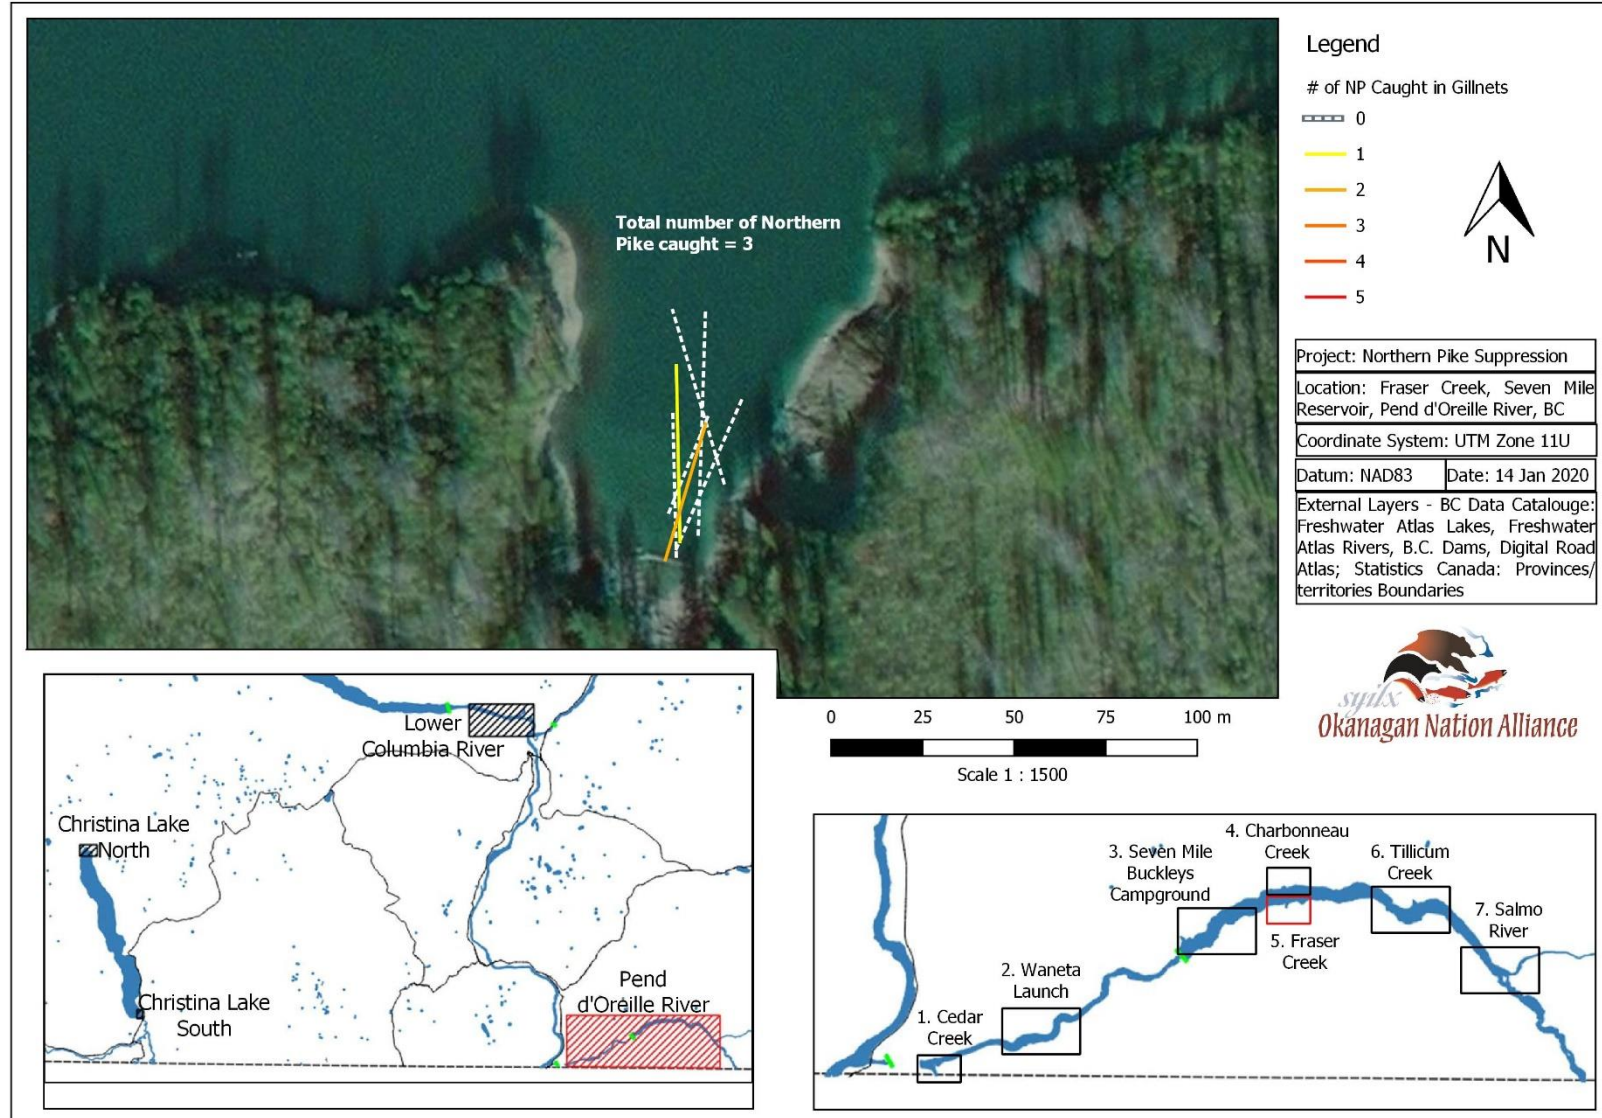 Total number of Northern
Pike caught = 3
Legend
# of NP Caught in Gillnets
0
1
2
3
4
5
N
Project: Northern Pike Suppression
Location: Fraser Creek, Seven Mile
Reservoir, Pend d'Oreille River, BC
Coordinate System: UTM Zone 11U
Datum: NAD83
Date: 14 Jan 2020
External Layers - BC Data Catalouge:
Freshwater Atlas Lakes, Freshwater
Atlas Rivers, B.C. Dams, Digital Road
Atlas; Statistics Canada: Provinces/
territories Boundaries
syilx
Okanagan Nation Alliance
0 25 50 75 100 m
Scale 1 : 1500
Lower
Columbia River
Christina Lake
North
Christina Lake
South
Pend
d'Oreille River
1. Cedar
Creek
2. Waneta
Launch
3. Seven Mile
Buckleys
Campground
4. Charbonneau
Creek
5. Fraser
Creek
6. Tillicum
Creek
7. Salmo
River